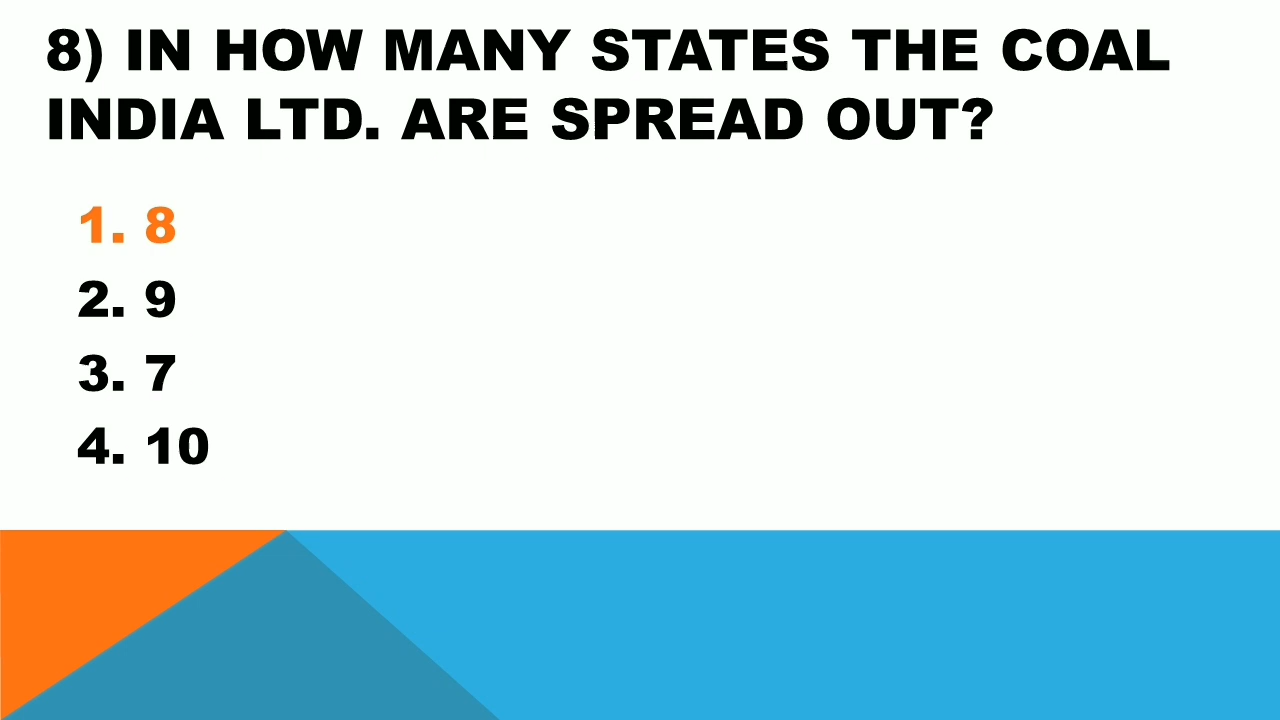 8) IN HOW MANY STATES THE COAL
INDIA LTD. ARE SPREAD OUT?
1. 8
2. 9
3. 7
4. 10